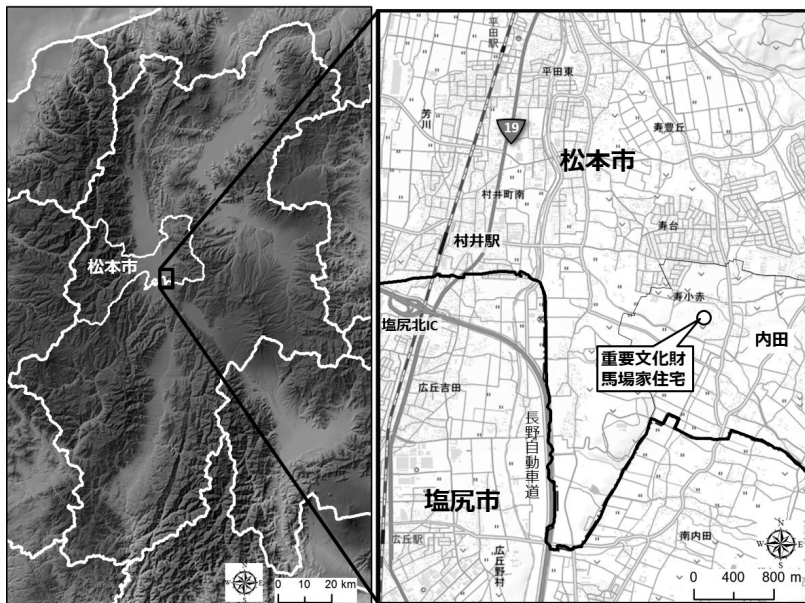 松本市
N
W
E
S
0 10 20 km
平田駅
平田東
芳川
19
寿豊丘
松本市
村井町南
寿台
村井駅
寿小赤
塩尻北IC
内田
重要文化財
馬場家住宅
広丘吉田
長野自動車道
塩尻市
南内田
広丘駅
広丘野村
N
W
E
S
0 400 800 m